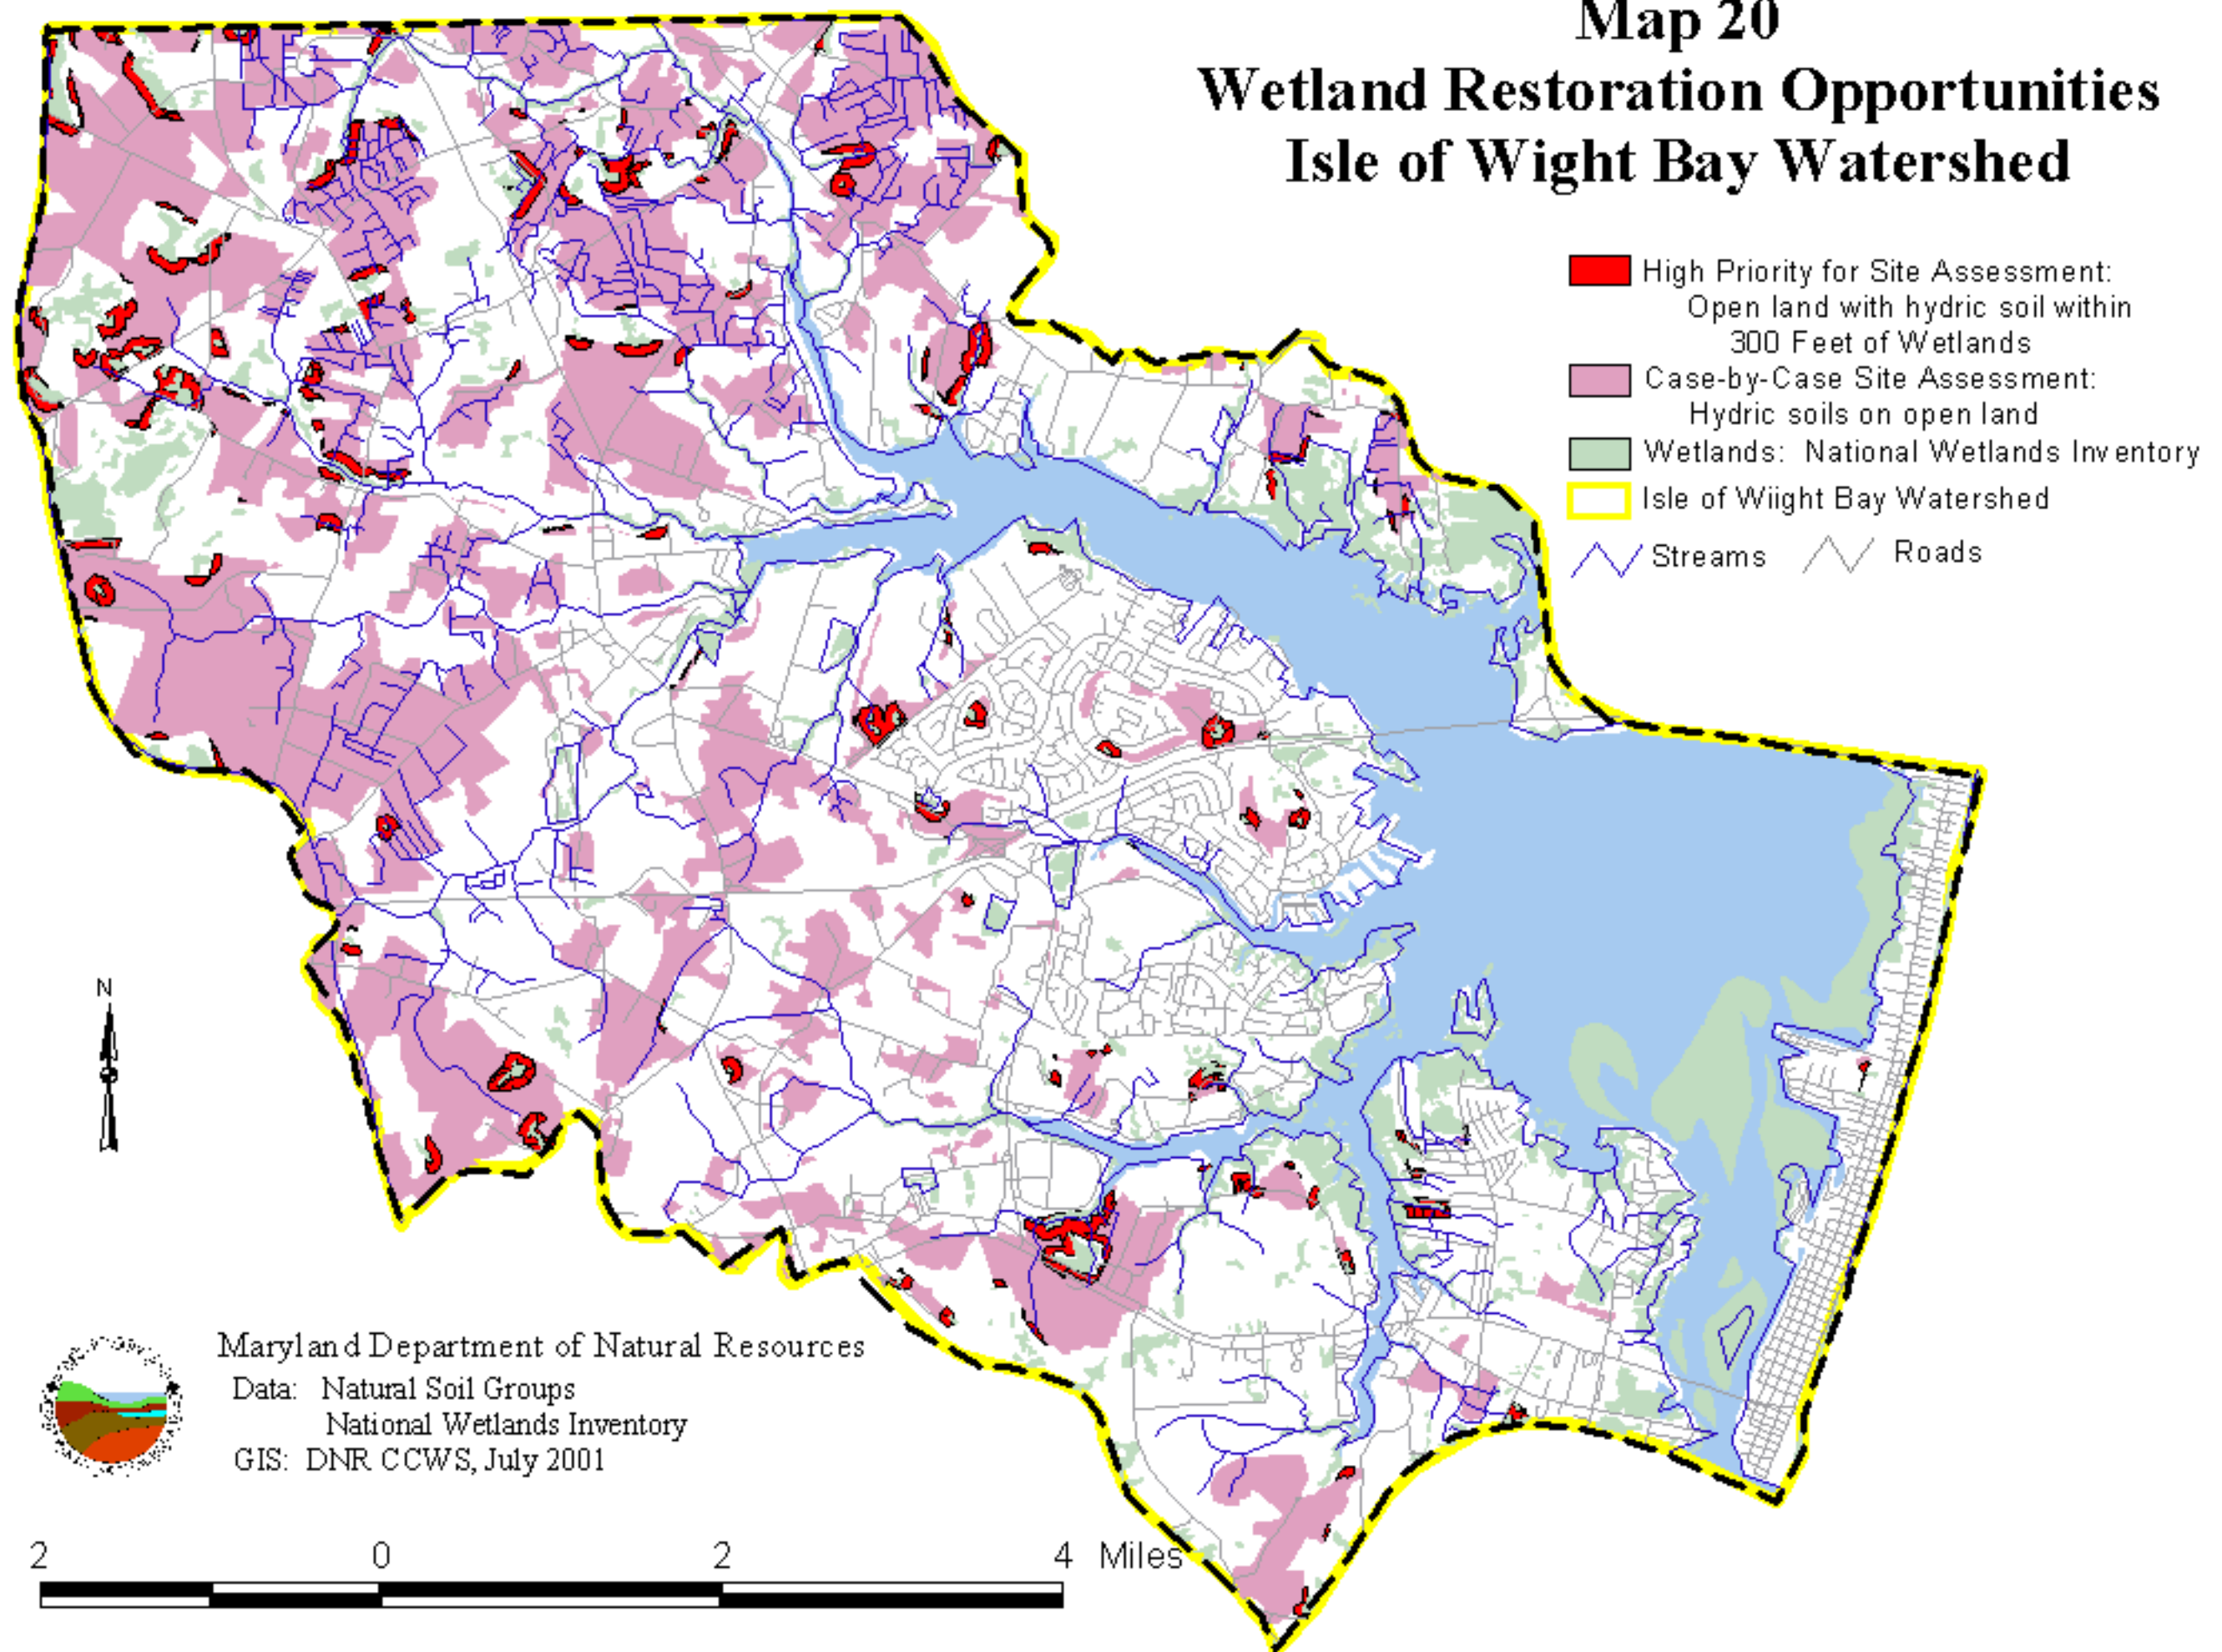 Map 20
Wetland Restoration Opportunities
Isle of Wight Bay Watershed
High Priority for Site Assessment:
Open land with hydric soil within
300 Feet of Wetlands
Case-by-Case Site Assessment:
Hydric soils on open land
Wetlands: National Wetlands Inventory
Isle of Wiight Bay Watershed
Streams
Roads
N
Maryland Department of Natural Resources
Data: Natural Soil Groups
National Wetlands Inventory
GIS: DNR CCWS, July 2001
2 0 2 4 Miles